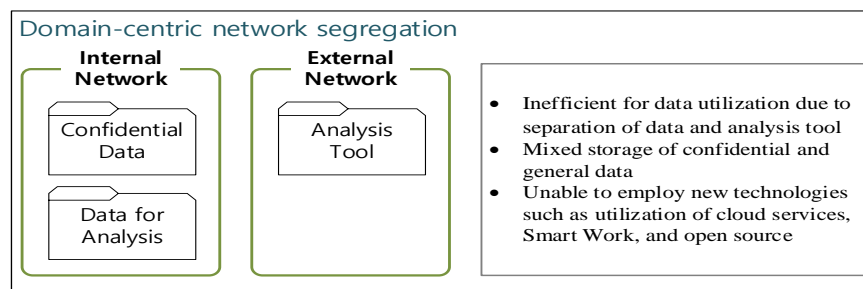 Domain-centric network segregation
Internal
Network
External
Network
Confidential
Data
Data for
Analysis
Analysis
Tool
• Inefficient for data utilization due to
separation of data and analysis tool
• Mixed storage of confidential and
general data
• Unable to employ new technologies
such as utilization of cloud services,
Smart Work, and open source